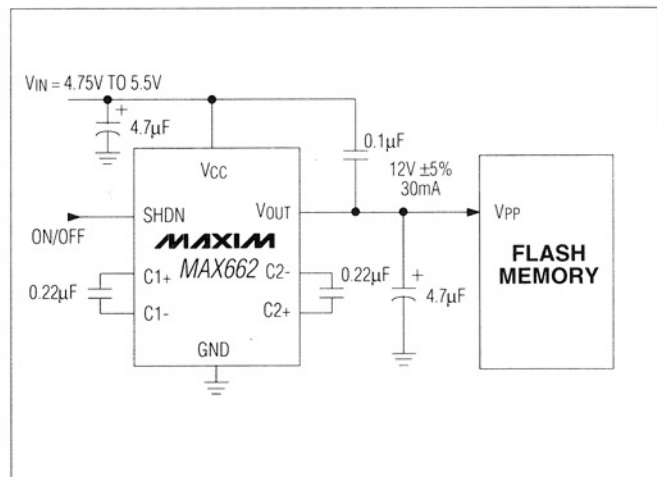 VIN = 4.75V TO 5.5V
+
4.7µF
0.1µF
12V ±5%
30mA
VCC
SHDN
VOUT
VPP
ON/OFF
MAXIM
MAX662
FLASH
MEMORY
C1+
C2-
0.22µF
0.22µF
+
4.7µF
C1-
C2+
GND